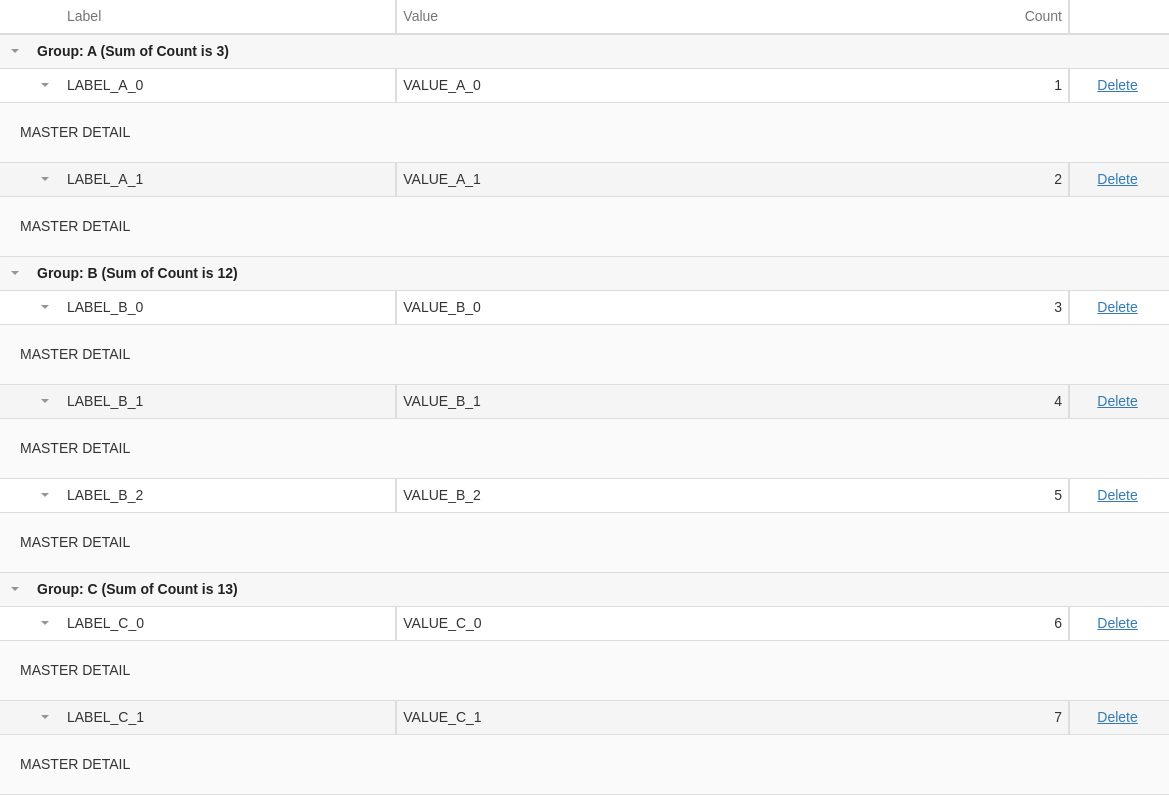 Label Value Count
Group: A (Sum of Count is 3)
LABEL_A_0 VALUE_A_0 1 Delete
MASTER DETAIL
LABEL_A_1 VALUE_A_1 2 Delete
MASTER DETAIL
Group: B (Sum of Count is 12)
LABEL_B_0 VALUE_B_0 3 Delete
MASTER DETAIL
LABEL_B_1 VALUE_B_1 4 Delete
MASTER DETAIL
LABEL_B_2 VALUE_B_2 5 Delete
MASTER DETAIL
Group: C (Sum of Count is 13)
LABEL_C_0 VALUE_C_0 6 Delete
MASTER DETAIL
LABEL_C_1 VALUE_C_1 7 Delete
MASTER DETAIL